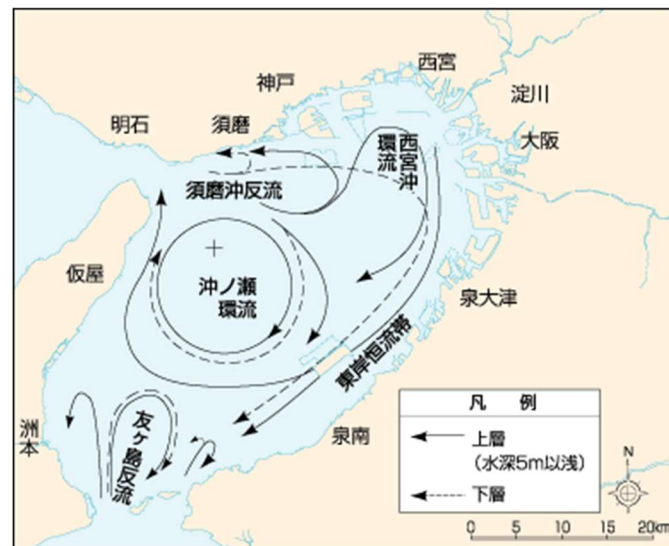 西宮
神戸
淀川
明石
須磨
大阪
西宮沖
環流
須磨沖反流
仮屋
沖ノ瀬
環流
泉大津
東岸恒流帯
洲本
友ヶ島反流
泉南
凡 例
上層
(水深5m以浅)
下層
N
0 5 10 15 20km